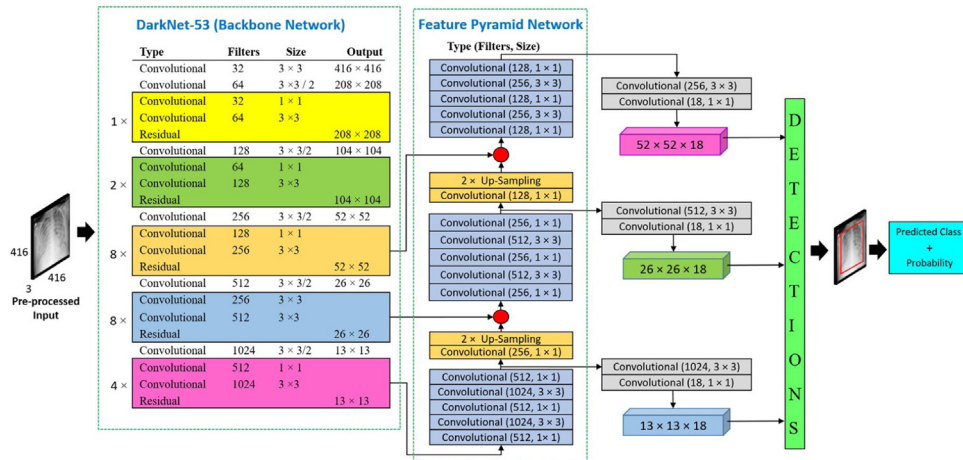 DarkNet-53 (Backbone Network)
Type Filters Size Output
Convolutional 32 3 × 3 416 × 416
Convolutional 64 3 ×3 / 2 208 × 208
1 ×
Convolutional 32 1 × 1
Convolutional 64 3 ×3
Residual 208 × 208
Convolutional 128 3 × 3/2 104 × 104
2 ×
Convolutional 64 1 × 1
Convolutional 128 3 ×3
Residual 104 × 104
Convolutional 256 3 × 3/2 52 × 52
8 ×
Convolutional 128 1 × 1
Convolutional 256 3 ×3
Residual 52 × 52
Convolutional 512 3 × 3/2 26 × 26
8 ×
Convolutional 256 3 × 3
Convolutional 512 3 ×3
Residual 26 × 26
Convolutional 1024 3 × 3/2 13 × 13
4 ×
Convolutional 512 1 × 1
Convolutional 1024 3 ×3
Residual 13 × 13
416
416
3
Pre-processed
Input
Feature Pyramid Network
Type (Filters, Size)
Convolutional (128, 1 × 1)
Convolutional (256, 3 × 3)
Convolutional (128, 1 × 1)
Convolutional (256, 3 × 3)
Convolutional (128, 1 × 1)
2 × Up-Sampling
Convolutional (128, 1 × 1)
Convolutional (256, 1 × 1)
Convolutional (512, 3 × 3)
Convolutional (256, 1 × 1)
Convolutional (512, 3 × 3)
Convolutional (256, 1 × 1)
2 × Up-Sampling
Convolutional (256, 1 × 1)
Convolutional (512, 1× 1)
Convolutional (1024, 3 × 3)
Convolutional (512, 1× 1)
Convolutional (1024, 3 × 3)
Convolutional (512, 1× 1)
Convolutional (256, 3 × 3)
Convolutional (18, 1 × 1)
52 × 52 × 18
Convolutional (512, 3 × 3)
Convolutional (18, 1 × 1)
26 × 26 × 18
Convolutional (1024, 3 × 3)
Convolutional (18, 1 × 1)
13 × 13 × 18
DETECTIONS
Predicted Class
+
Probability